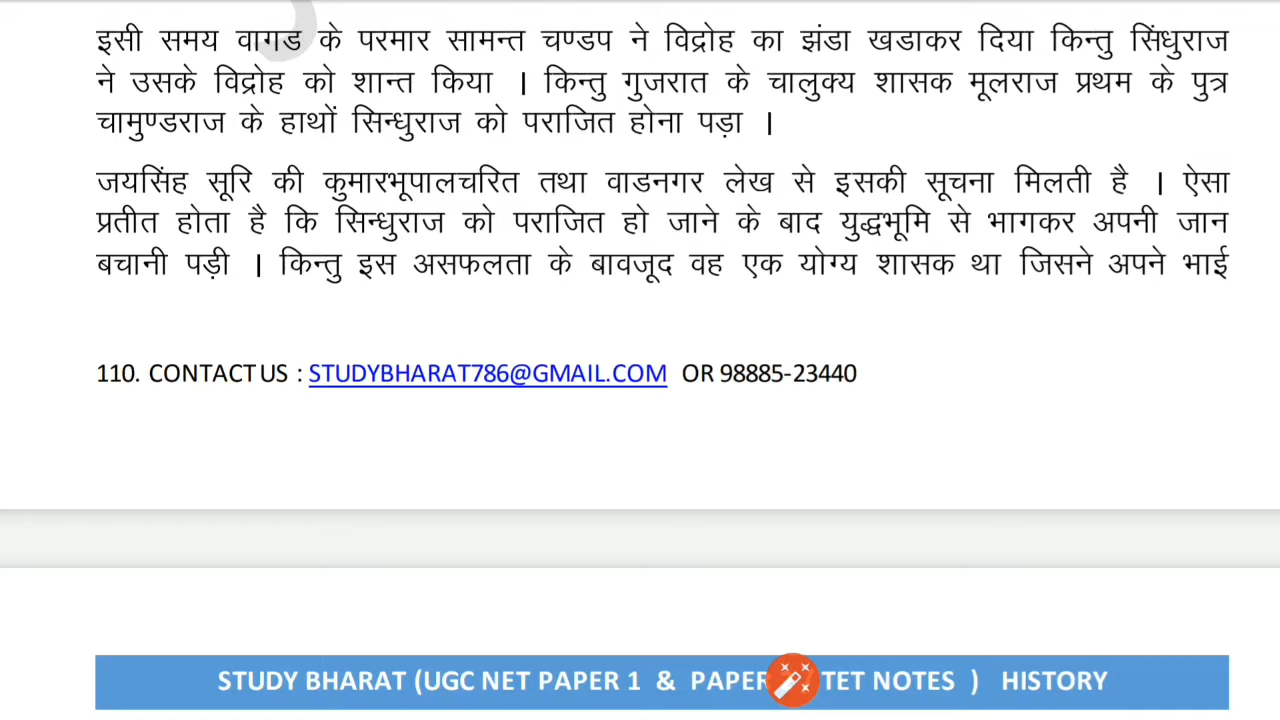 इसी समय वागड के परमार सामन्त चण्डप ने विद्रोह का झंडा खडाकर दिया किन्तु सिंधुराज
ने उसके विद्रोह को शान्त किया । किन्तु गुजरात के चालुक्य शासक मूलराज प्रथम के पुत्र
चामुण्डराज के हाथों सिन्धुराज को पराजित होना पड़ा ।
जयसिंह सूरि की कुमारभूपालचरित तथा वाडनगर लेख से इसकी सूचना मिलती है । ऐसा
प्रतीत होता है कि सिन्धुराज को पराजित हो जाने के बाद युद्धभूमि से भागकर अपनी जान
बचानी पड़ी । किन्तु इस असफलता के बावजूद वह एक योग्य शासक था जिसने अपने भाई
110. CONTACT US : STUDYBHARAT786@GMAIL.COM OR 98885-23440
STUDY BHARAT (UGC NET PAPER 1 & PAPER TET NOTES ) HISTORY